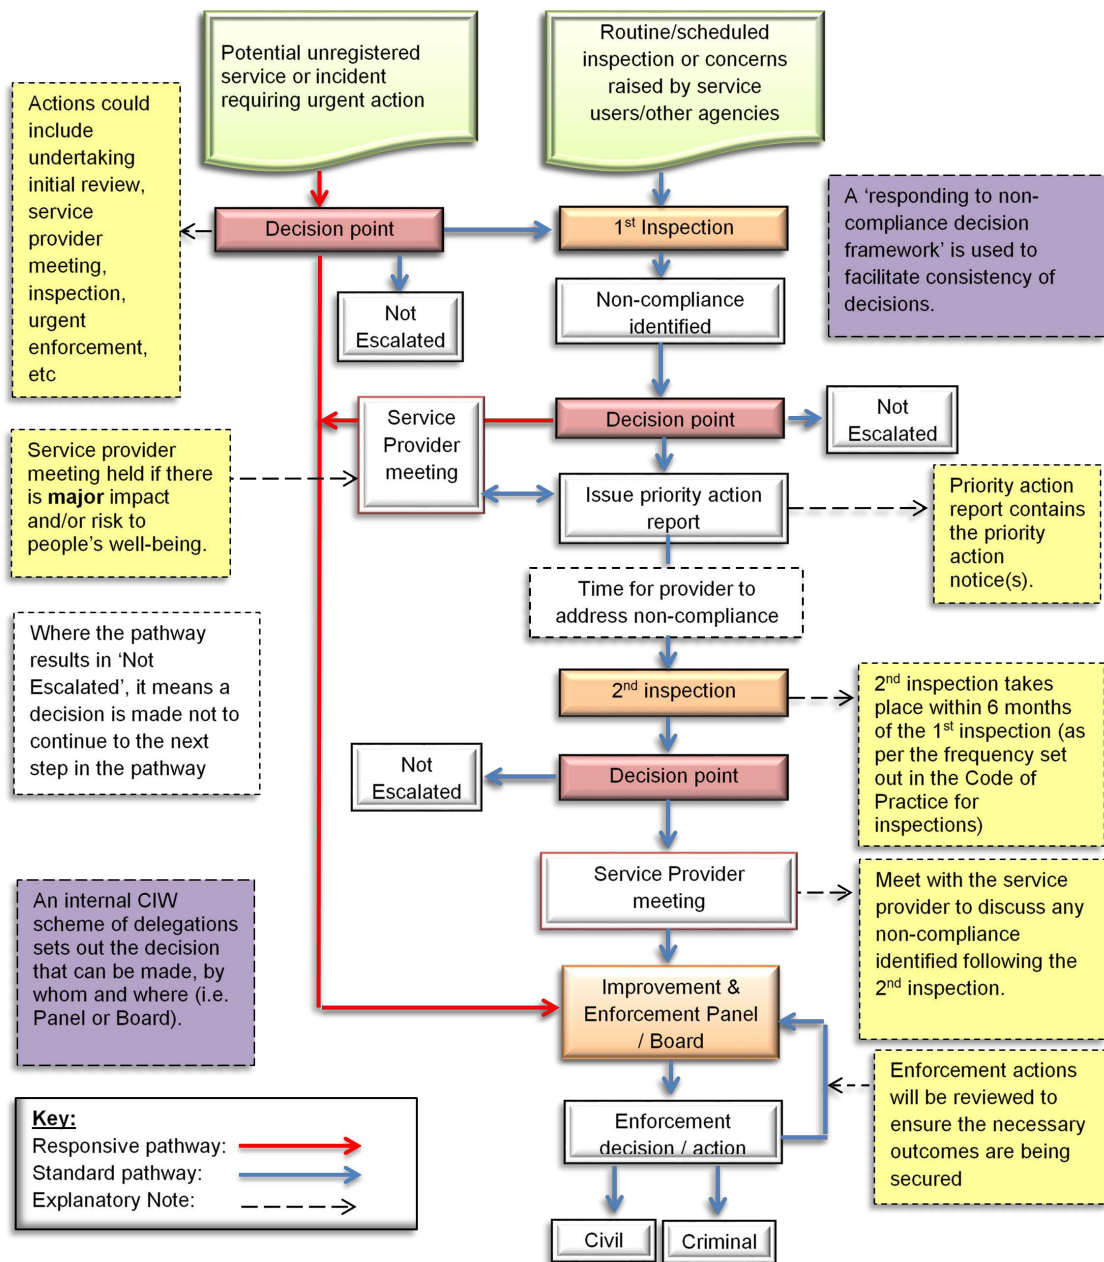 Potential unregistered
service or incident
requiring urgent action
Routine/scheduled
inspection or concerns
raised by service
users/other agencies
Actions could
include
undertaking
initial review,
service
provider
meeting,
inspection,
urgent
enforcement,
etc
Decision point
1st Inspection
A ‘responding to non-
compliance decision
framework’ is used to
facilitate consistency of
decisions.
Not
Escalated
Non-compliance
identified
Service
Provider
meeting
Decision point
Not
Escalated
Service provider
meeting held if there
is major impact
and/or risk to
people’s well-being.
Issue priority action
report
Priority action
report contains
the priority
action
notice(s).
Time for provider to
address non-compliance
Where the pathway
results in ‘Not
Escalated’, it means a
decision is made not to
continue to the next
step in the pathway
2nd inspection
2nd inspection takes
place within 6 months
of the 1st inspection (as
per the frequency set
out in the Code of
Practice for
inspections)
Not
Escalated
Decision point
Service Provider
meeting
Meet with the service
provider to discuss any
non-compliance
identified following the
2nd inspection.
An internal CIW
scheme of delegations
sets out the decision
that can be made, by
whom and where (i.e.
Panel or Board).
Improvement &
Enforcement Panel
/ Board
Enforcement
decision / action
Enforcement actions
will be reviewed to
ensure the necessary
outcomes are being
secured
Key:
Responsive pathway:
Standard pathway:
Explanatory Note:
Civil
Criminal